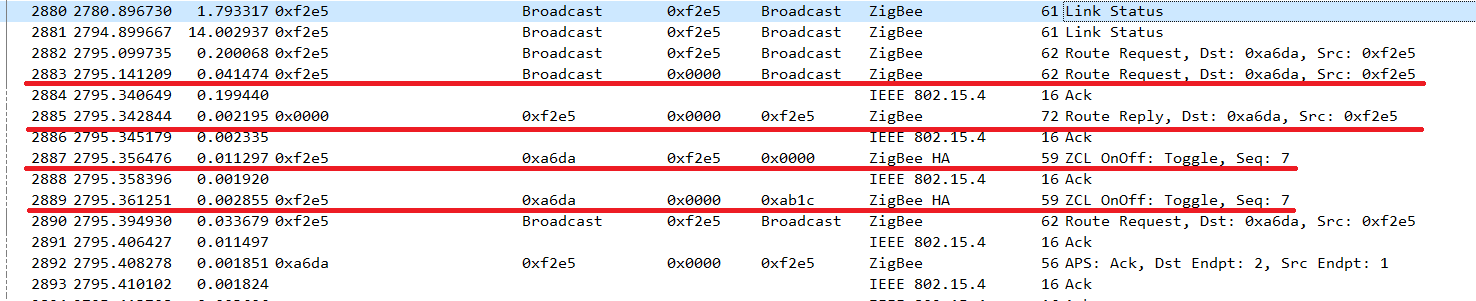 2880 2780.896730 1.793317 0xf2e5 Broadcast 0xf2e5 Broadcast ZigBee 61 Link Status
2881 2794.899667 14.002937 0xf2e5 Broadcast 0xf2e5 Broadcast ZigBee 61 Link Status
2882 2795.099735 0.200068 0xf2e5 Broadcast 0xf2e5 Broadcast ZigBee 62 Route Request, Dst: 0xa6da, Src: 0xf2e5
2883 2795.141209 0.041474 0xf2e5 Broadcast 0x0000 Broadcast ZigBee 62 Route Request, Dst: 0xa6da, Src: 0xf2e5
2884 2795.340649 0.199440 IEEE 802.15.4 16 Ack
2885 2795.342844 0.002195 0x0000 0xf2e5 0x0000 0xf2e5 ZigBee 72 Route Reply, Dst: 0xa6da, Src: 0xf2e5
2886 2795.345179 0.002335 IEEE 802.15.4 16 Ack
2887 2795.356476 0.011297 0xf2e5 0xa6da 0xf2e5 0x0000 ZigBee HA 59 ZCL OnOff: Toggle, Seq: 7
2888 2795.358396 0.001920 IEEE 802.15.4 16 Ack
2889 2795.361251 0.002855 0xf2e5 0xa6da 0x0000 0xab1c ZigBee HA 59 ZCL OnOff: Toggle, Seq: 7
2890 2795.394930 0.033679 0xf2e5 Broadcast 0xf2e5 Broadcast ZigBee 62 Route Request, Dst: 0xa6da, Src: 0xf2e5
2891 2795.406427 0.011497 IEEE 802.15.4 16 Ack
2892 2795.408278 0.001851 0xa6da 0xf2e5 0x0000 0xf2e5 ZigBee 56 APS: Ack, Dst Endpt: 2, Src Endpt: 1
2893 2795.410102 0.001824 IEEE 802.15.4 16 Ack